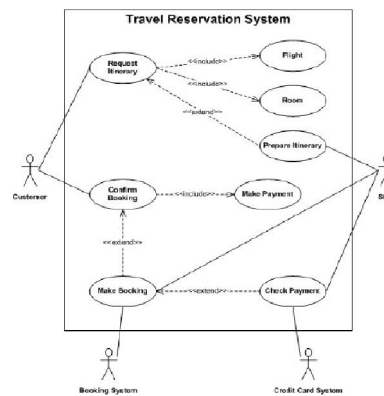 Travel Reservation System
Request
Itinerary
<<include>>
Flight
<<include>>
Room
<<extend>>
Prepare Itinerary
Customer
Confirm
Booking
<<include>>
Make Payment
<<extend>>
Make Booking
<<extend>>
Check Payment
Booking System
Credit Card System